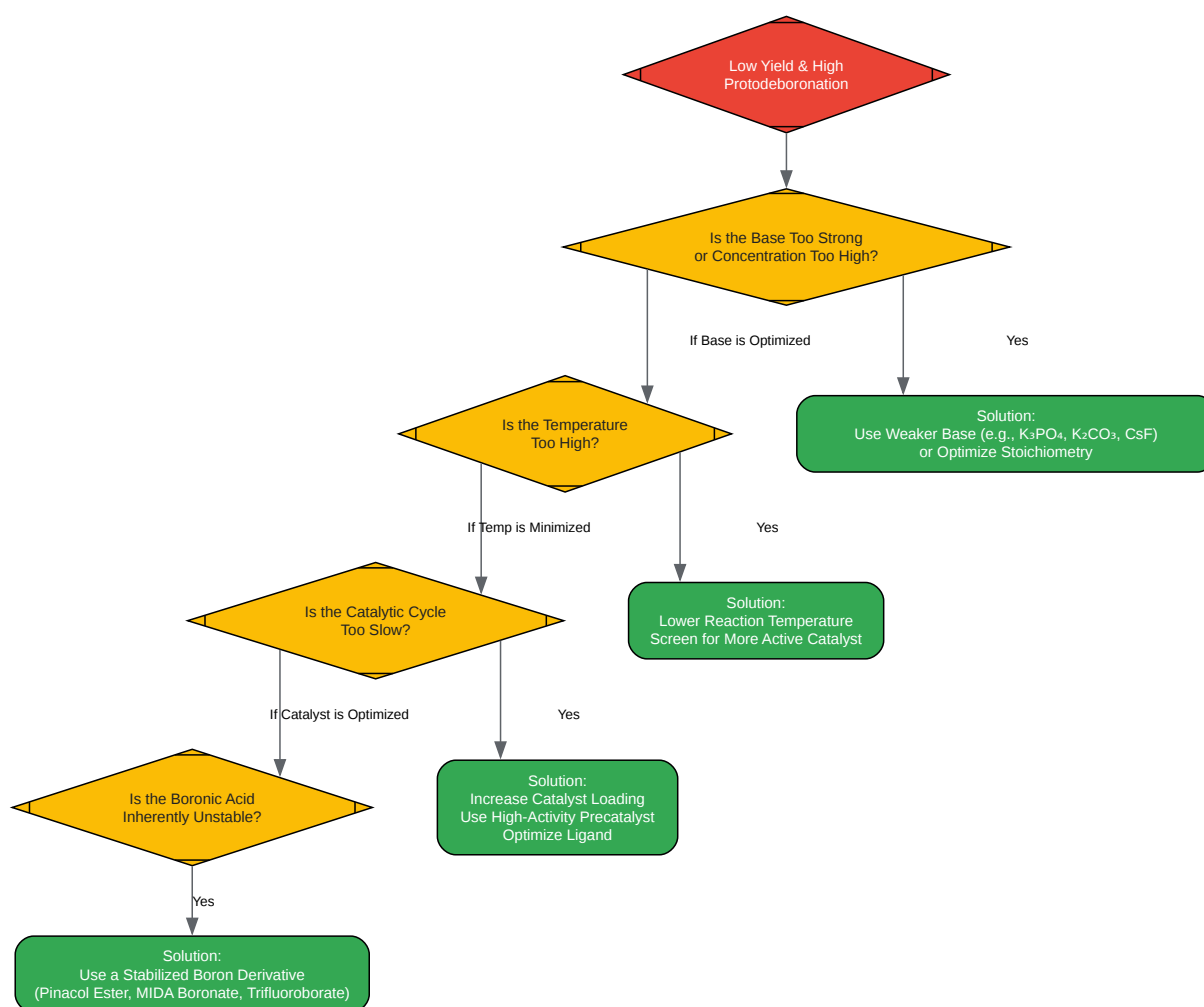 Low Yield & High
Protodeboronation
Is the Base Too Strong
or Concentration Too High?
If Base is Optimized
Yes
Solution:
Use Weaker Base (e.g., K₃PO₄, K₂CO₃, CsF)
or Optimize Stoichiometry
Is the Temperature
Too High?
If Temp is Minimized
Yes
Solution:
Lower Reaction Temperature
Screen for More Active Catalyst
Is the Catalytic Cycle
Too Slow?
If Catalyst is Optimized
Yes
Solution:
Increase Catalyst Loading
Use High-Activity Precatalyst
Optimize Ligand
Is the Boronic Acid
Inherently Unstable?
Yes
Solution:
Use a Stabilized Boron Derivative
(Pinacol Ester, MIDA Boronate, Trifluoroborate)